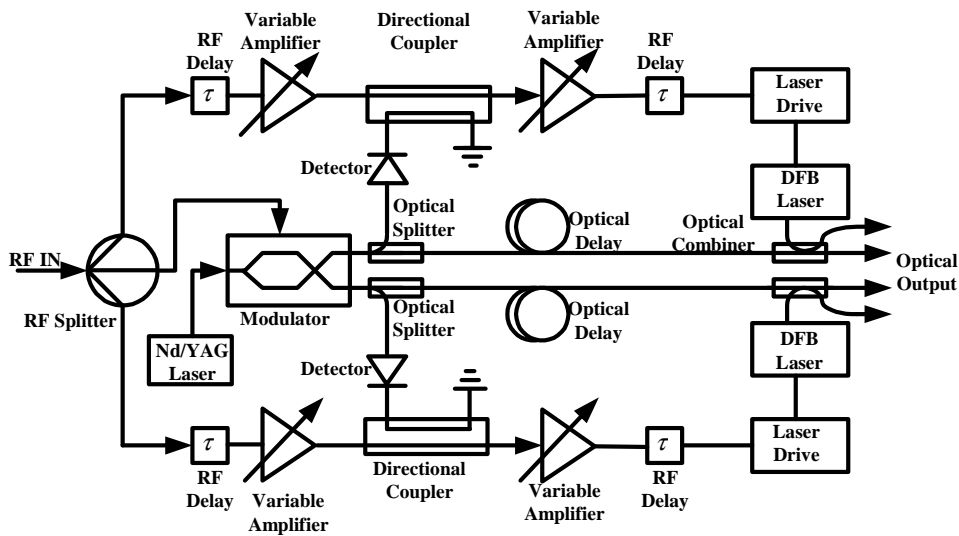 Variable
Amplifier
Directional
Coupler
Variable
Amplifier
RF
Delay
RF
Delay
τ
τ
Laser
Drive
Detector
DFB
Laser
Optical
Splitter
Optical
Delay
Optical
Combiner
RF IN
RF Splitter
Modulator
Optical
Output
Optical
Splitter
Optical
Delay
Nd/YAG
Laser
Detector
DFB
Laser
τ
τ
Laser
Drive
RF
Delay
Variable
Amplifier
Directional
Coupler
Variable
Amplifier
RF
Delay